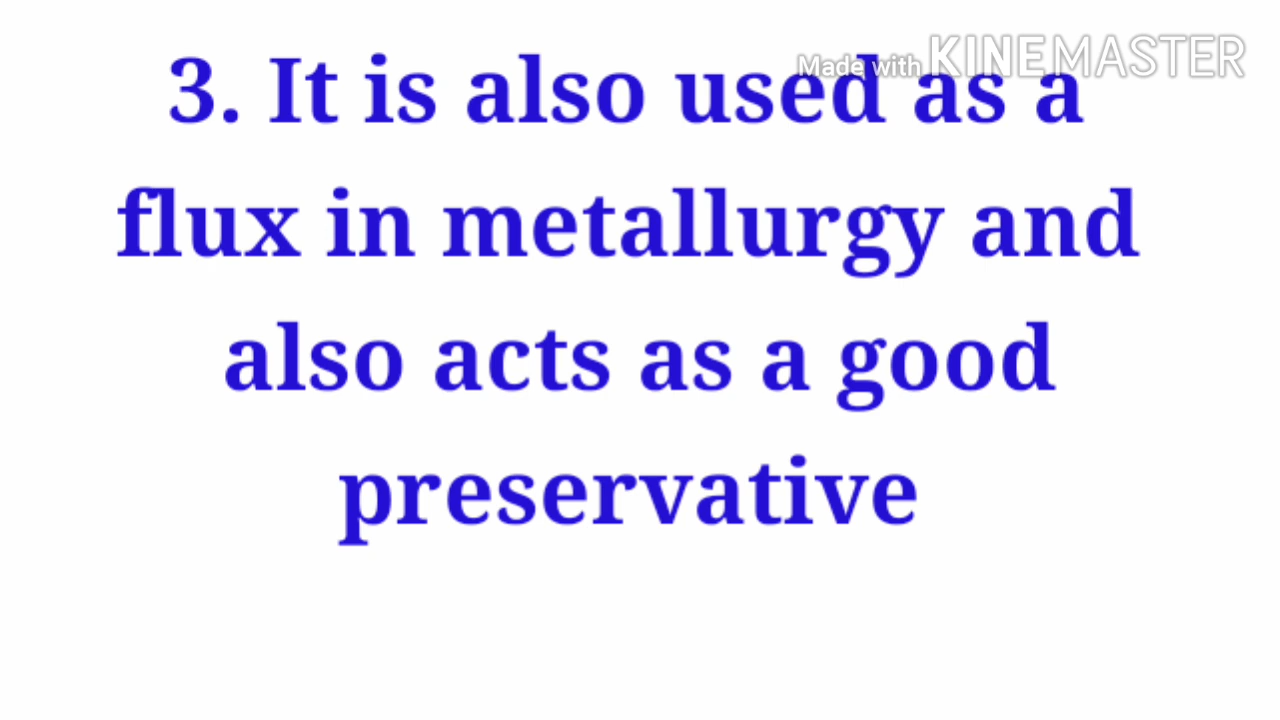 Made with KINEMASTER
3. It is also used as a
flux in metallurgy and
also acts as a good
preservative